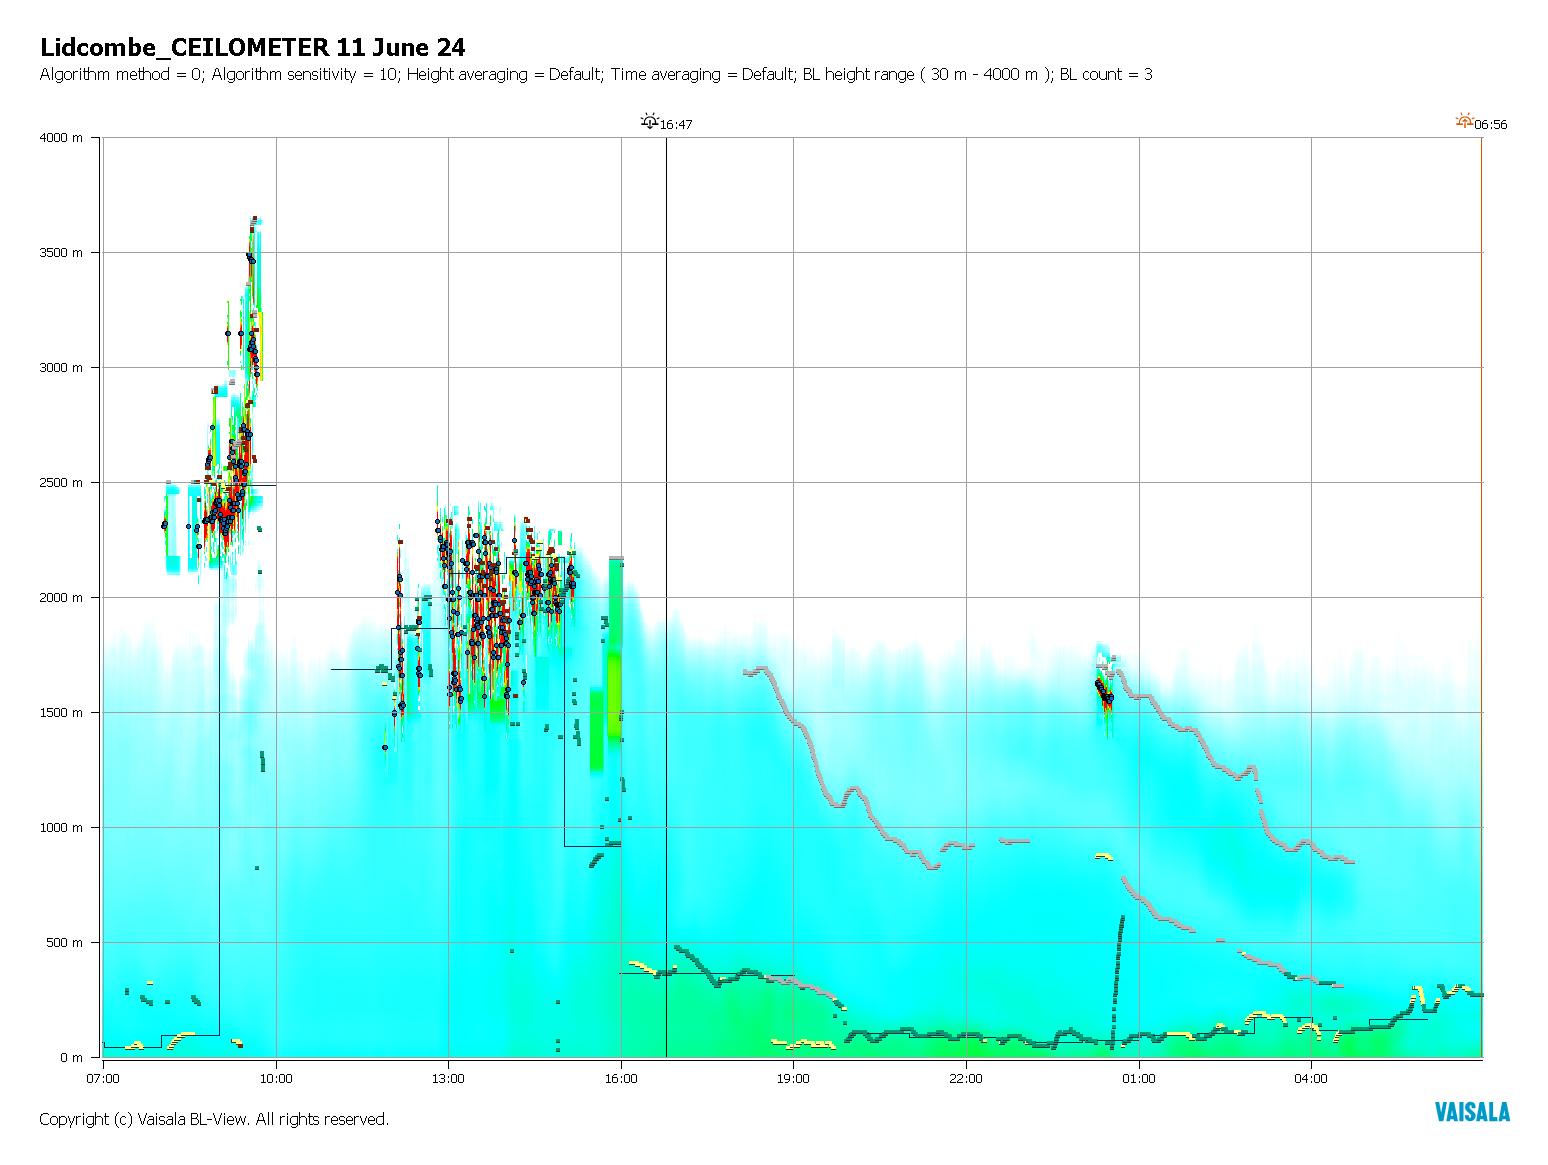 Lidcombe_CEILOMETER 11 June 24
Algorithm method = 0; Algorithm sensitivity = 10; Height averaging = Default; Time averaging = Default; BL height range ( 30 m - 4000 m ); BL count = 3
16:47
06:56
4000 m
3500 m
3000 m
2500 m
2000 m
1500 m
1000 m
500 m
0 m
07:00
10:00
13:00
16:00
19:00
22:00
01:00
04:00
Copyright (c) Vaisala BL-View. All rights reserved.
VAISALA